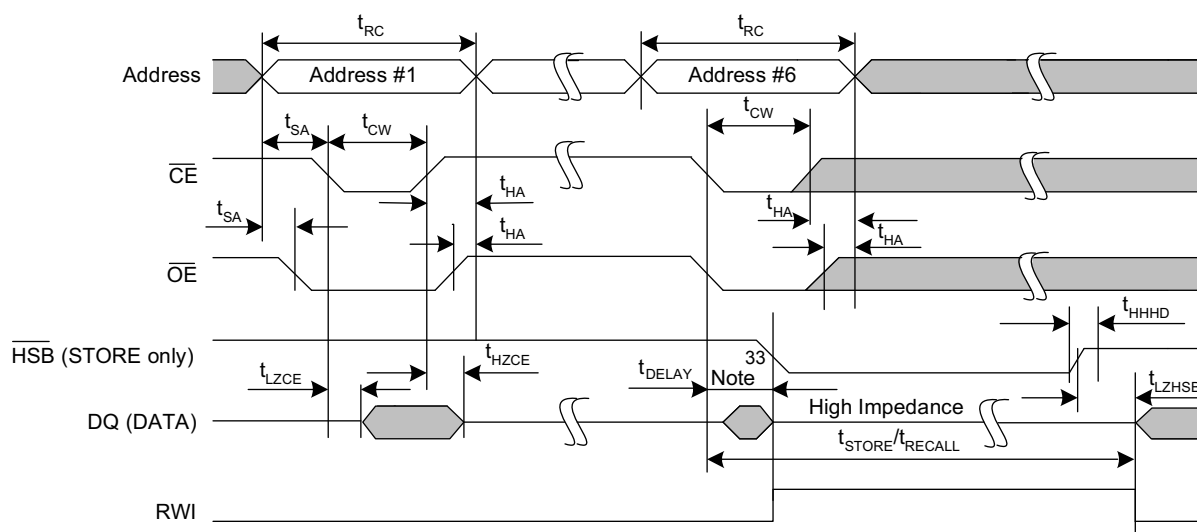 tRC tRC
Address Address #1 Address #6
tSA tCW tCW
CE
tHA tHA
tSA tHA tHA
OE
tHHHD
HSB (STORE only)
33
tLZCE tHZCE tDELAY Note tLZHSB
DQ (DATA) High Impedance
tSTORE/tRECALL
RWI